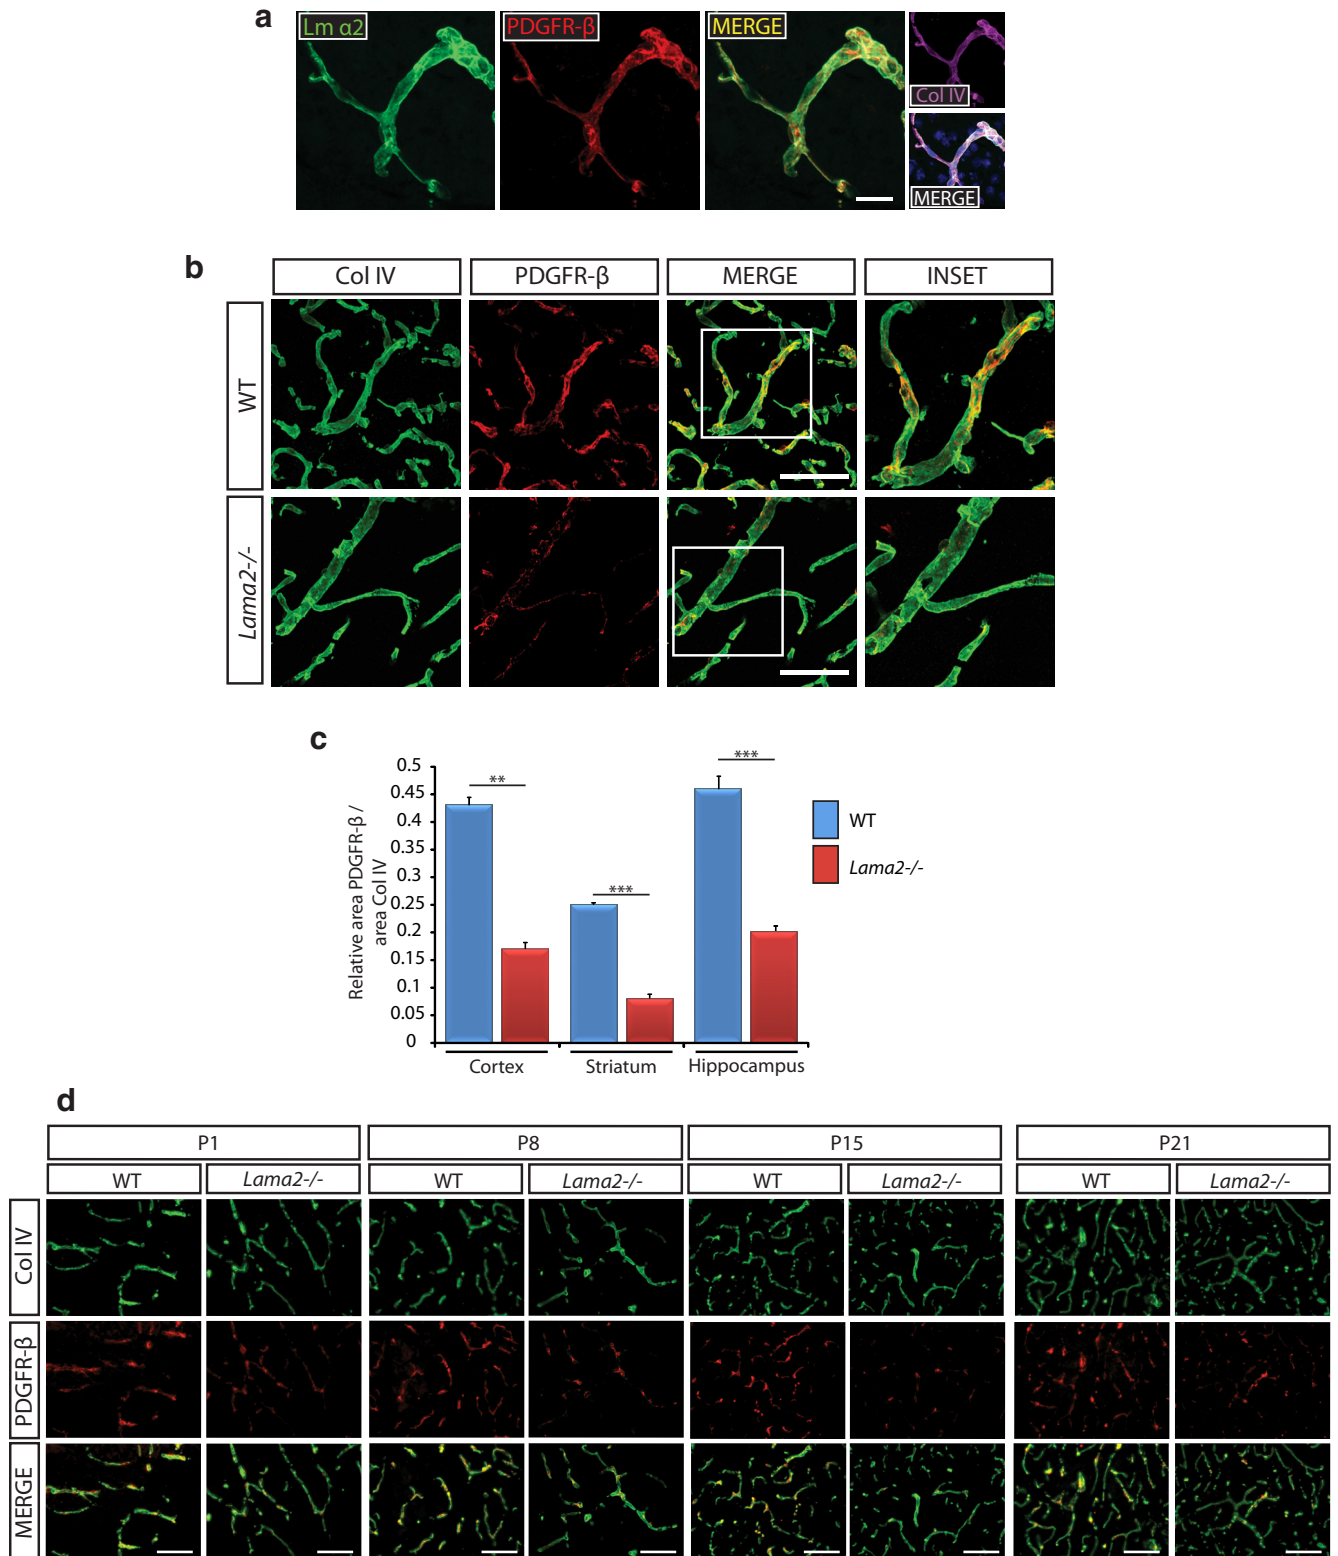 a
Lm α2
PDGFR-β
MERGE
Col IV
MERGE
b
Col IV
PDGFR-β
MERGE
INSET
WT
Lama2-/-
c
Relative area PDGFR-β /
area Col IV
0.5
0.45
0.4
0.35
0.3
0.25
0.2
0.15
0.1
0.05
0
**
***
***
Cortex
Striatum
Hippocampus
WT
Lama2-/-
d
P1
P8
P15
P21
WT
Lama2-/-
WT
Lama2-/-
WT
Lama2-/-
WT
Lama2-/-
Col IV
PDGFR-β
MERGE